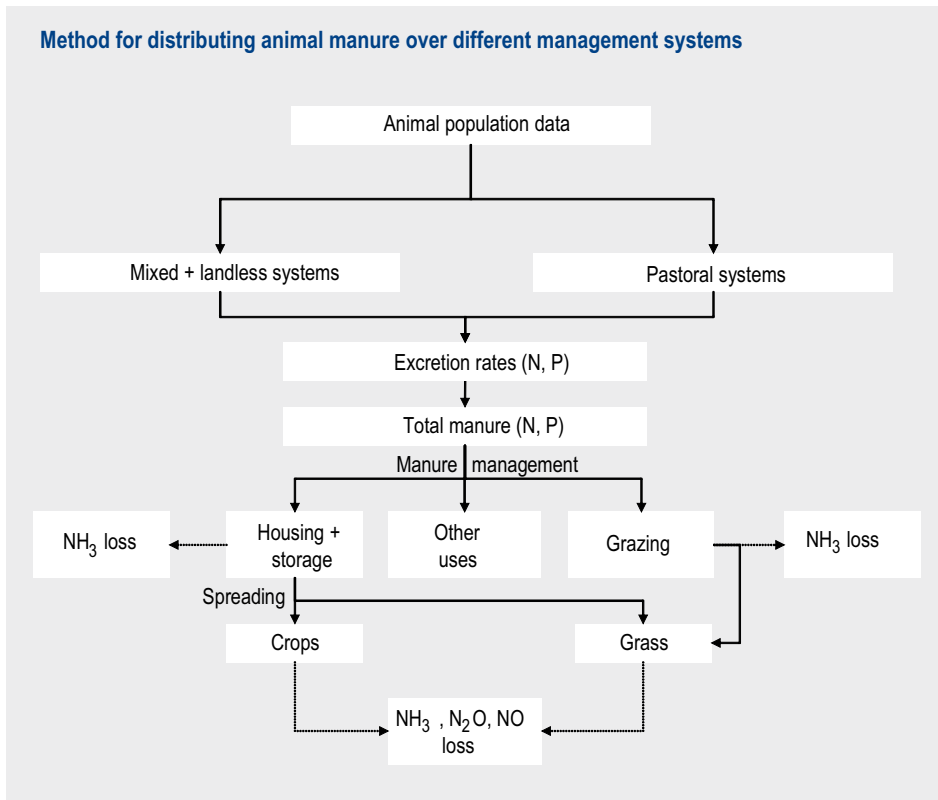 Method for distributing animal manure over different management systems
Animal population data
Mixed + landless systems
Pastoral systems
Excretion rates (N, P)
Total manure (N, P)
Manure management
NH₃ loss
Housing +
storage
Other
uses
Grazing
NH₃ loss
Spreading
Crops
Grass
NH₃ , N₂O, NO
loss